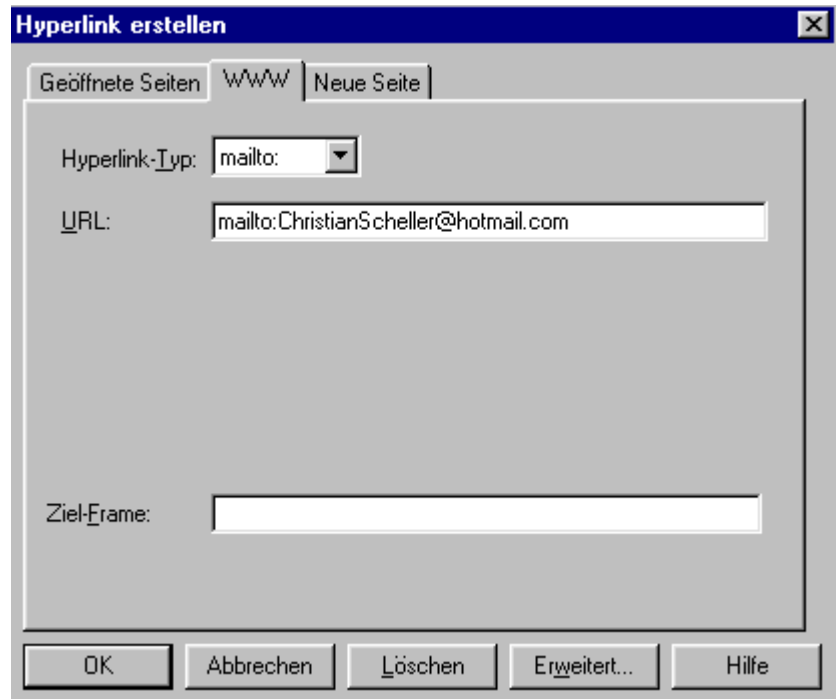 Hyperlink erstellen
Geöffnete Seiten WWW Neue Seite
Hyperlink-Typ: mailto:
URL: mailto:ChristianScheller@hotmail.com
Ziel-Frame:
OK Abbrechen Löschen Erweitert... Hilfe